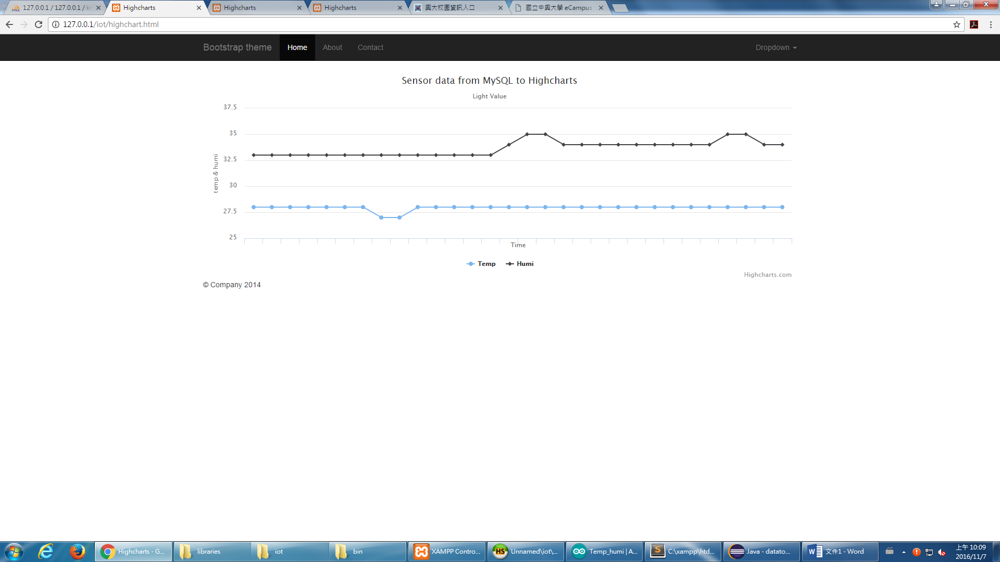 127.0.0.1 / 127.0.0.1 / io
Highcharts
Highcharts
Highcharts
興大校園資訊入口
國立中興大學 eCampus
127.0.0.1/iot/highchart.html
Bootstrap theme
Home
About
Contact
Dropdown
Sensor data from MySQL to Highcharts
Light Value
37.5
35
32.5
30
27.5
25
temp & humi
Time
Temp
Humi
Highcharts.com
© Company 2014
Highcharts - G...
libraries
iot
bin
XAMPP Contro...
Unnamed\iot\...
Temp_humi | A...
C:\xampp\htd...
Java - datato...
文件1 - Word
上午 10:09
2016/11/7